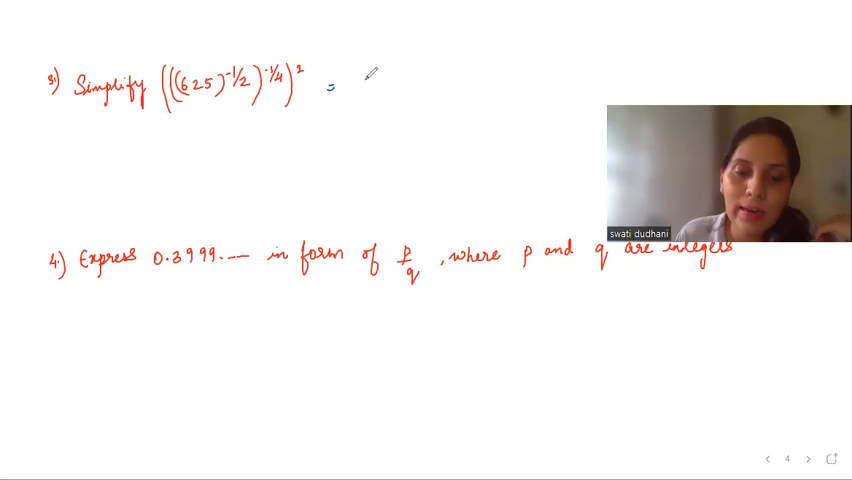 3.) Simplify (((625)^-1/2)^-1/4)^2 =
swati dudhani
4.) Express 0.3999.--- in form of p/q , where p and q are integers
4